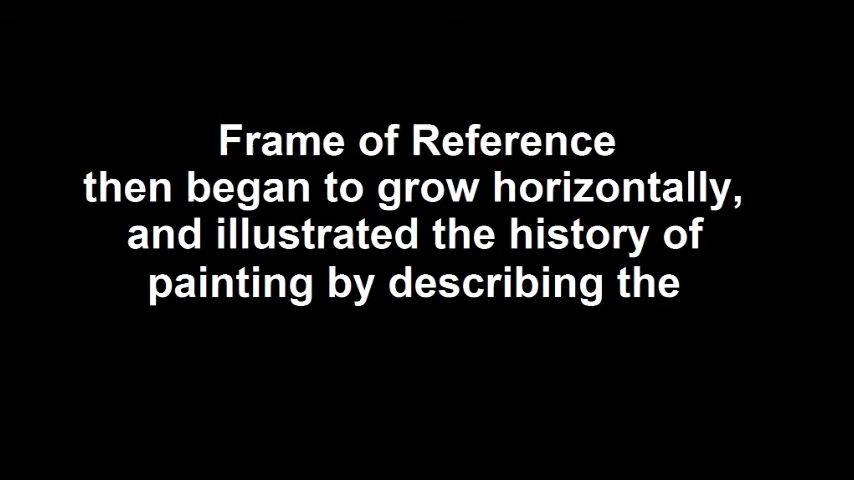 Frame of Reference
then began to grow horizontally,
and illustrated the history of
painting by describing the